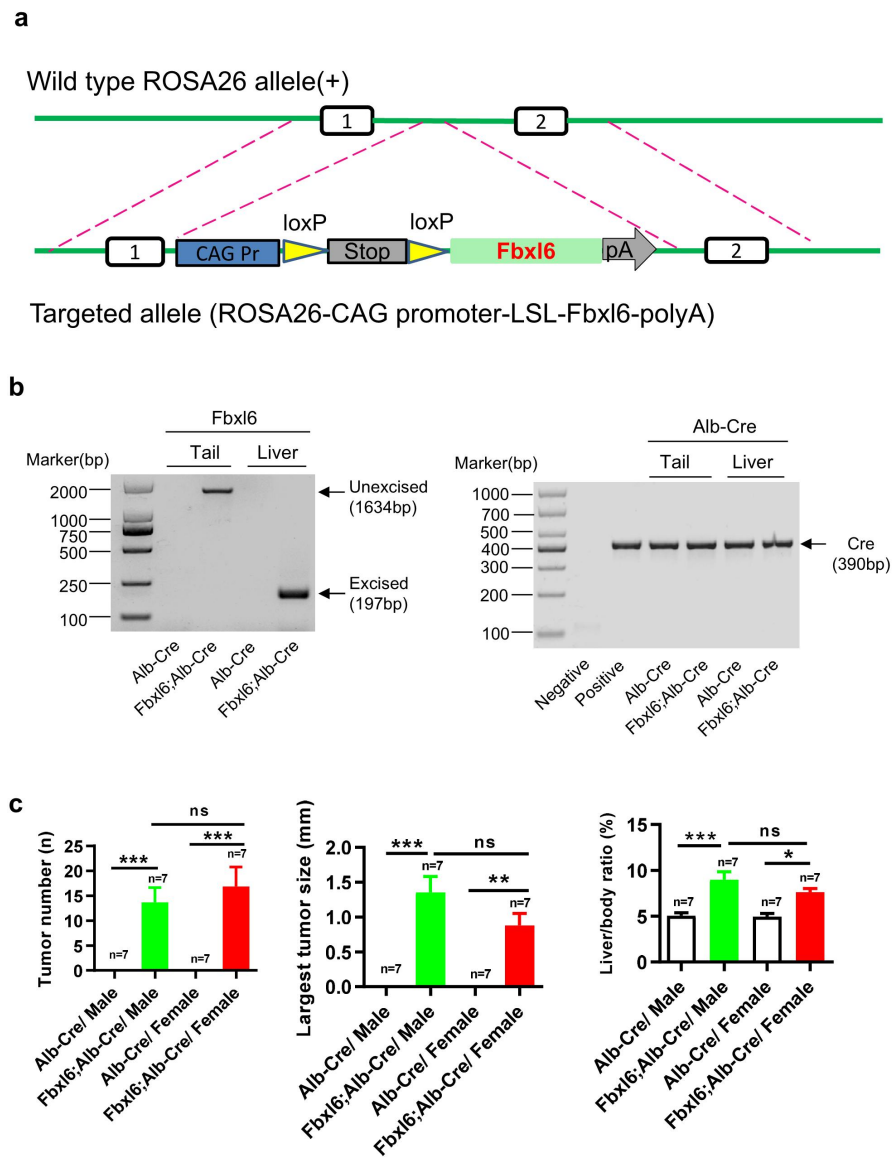 a
Wild type ROSA26 allele(+)
1
2
loxP
loxP
1
CAG Pr
Stop
Fbxl6
pA
2
Targeted allele (ROSA26-CAG promoter-LSL-Fbxl6-polyA)
b
Fbxl6
Tail
Liver
Marker(bp)
2000
1000
750
500
250
100
Unexcised
(1634bp)
Excised
(197bp)
Alb-Cre
Fbxl6;Alb-Cre
Alb-Cre
Fbxl6;Alb-Cre
Alb-Cre
Tail
Liver
Marker(bp)
1000
700
500
400
300
200
100
Cre
(390bp)
Negative
Positive
Alb-Cre
Fbxl6;Alb-Cre
Alb-Cre
Fbxl6;Alb-Cre
c
Tumor number (n)
25
20
15
10
5
0
ns
***
***
n=7
n=7
n=7
n=7
Alb-Cre/ Male
Fbxl6;Alb-Cre/ Male
Alb-Cre/ Female
Fbxl6;Alb-Cre/ Female
Largest tumor size (mm)
2.0
1.5
1.0
0.5
0.0
***
ns
**
n=7
n=7
n=7
n=7
Alb-Cre/ Male
Fbxl6;Alb-Cre/ Male
Alb-Cre/ Female
Fbxl6;Alb-Cre/ Female
Liver/body ratio (%)
15
10
5
0
***
ns
*
n=7
n=7
n=7
n=7
Alb-Cre/ Male
Fbxl6;Alb-Cre/ Male
Alb-Cre/ Female
Fbxl6;Alb-Cre/ Female